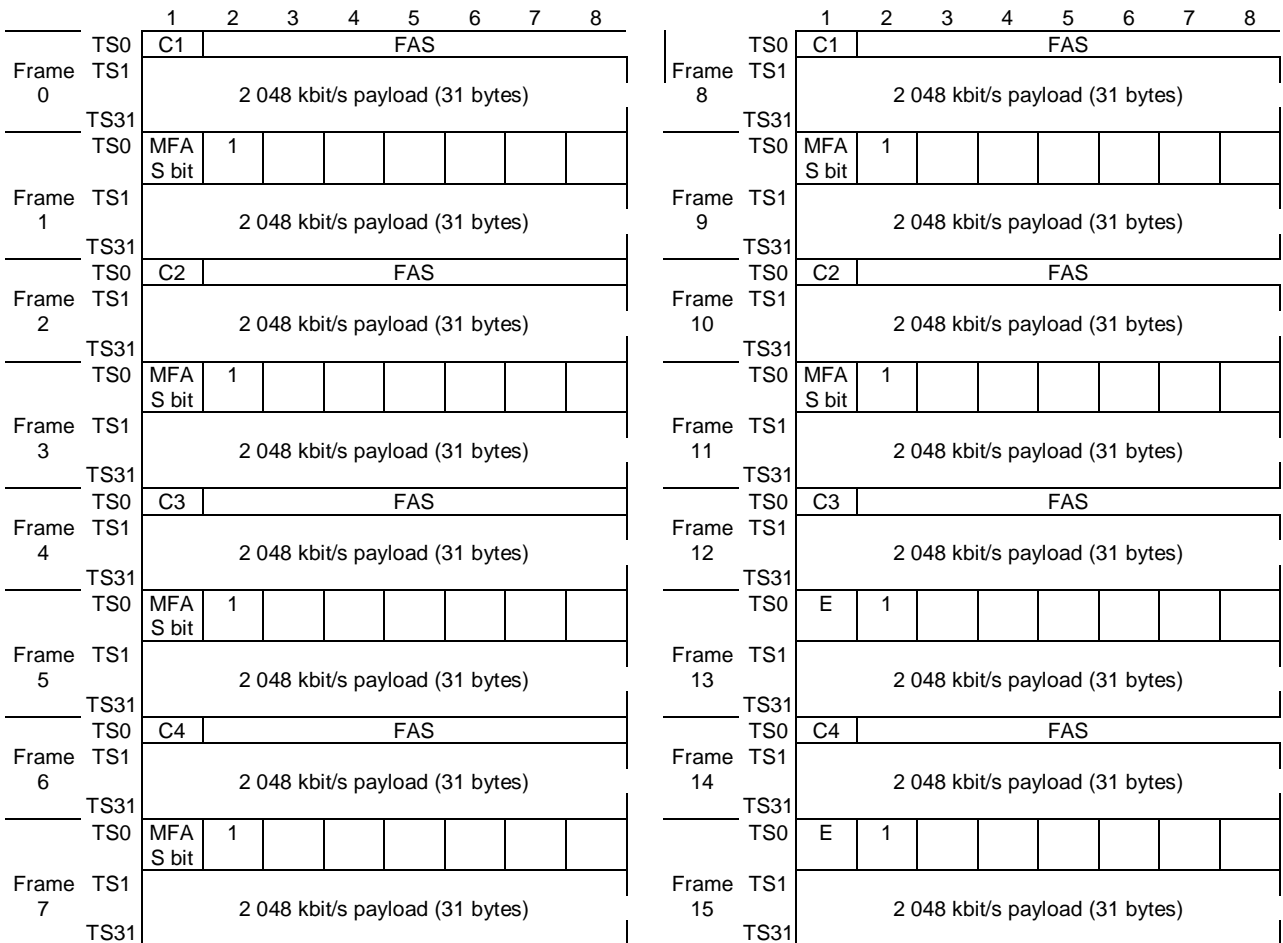 1 2 3 4 5 6 7 8
TS0 C1 FAS
Frame TS1
0 2 048 kbit/s payload (31 bytes)
TS31
TS0 MFA 1
S bit
Frame TS1
1 2 048 kbit/s payload (31 bytes)
TS31
TS0 C2 FAS
Frame TS1
2 2 048 kbit/s payload (31 bytes)
TS31
TS0 MFA 1
S bit
Frame TS1
3 2 048 kbit/s payload (31 bytes)
TS31
TS0 C3 FAS
Frame TS1
4 2 048 kbit/s payload (31 bytes)
TS31
TS0 MFA 1
S bit
Frame TS1
5 2 048 kbit/s payload (31 bytes)
TS31
TS0 C4 FAS
Frame TS1
6 2 048 kbit/s payload (31 bytes)
TS31
TS0 MFA 1
S bit
Frame TS1
7 2 048 kbit/s payload (31 bytes)
TS31
1 2 3 4 5 6 7 8
TS0 C1 FAS
Frame TS1
8 2 048 kbit/s payload (31 bytes)
TS31
TS0 MFA 1
S bit
Frame TS1
9 2 048 kbit/s payload (31 bytes)
TS31
TS0 C2 FAS
Frame TS1
10 2 048 kbit/s payload (31 bytes)
TS31
TS0 MFA 1
S bit
Frame TS1
11 2 048 kbit/s payload (31 bytes)
TS31
TS0 C3 FAS
Frame TS1
12 2 048 kbit/s payload (31 bytes)
TS31
TS0 E 1
Frame TS1
13 2 048 kbit/s payload (31 bytes)
TS31
TS0 C4 FAS
Frame TS1
14 2 048 kbit/s payload (31 bytes)
TS31
TS0 E 1
Frame TS1
15 2 048 kbit/s payload (31 bytes)
TS31